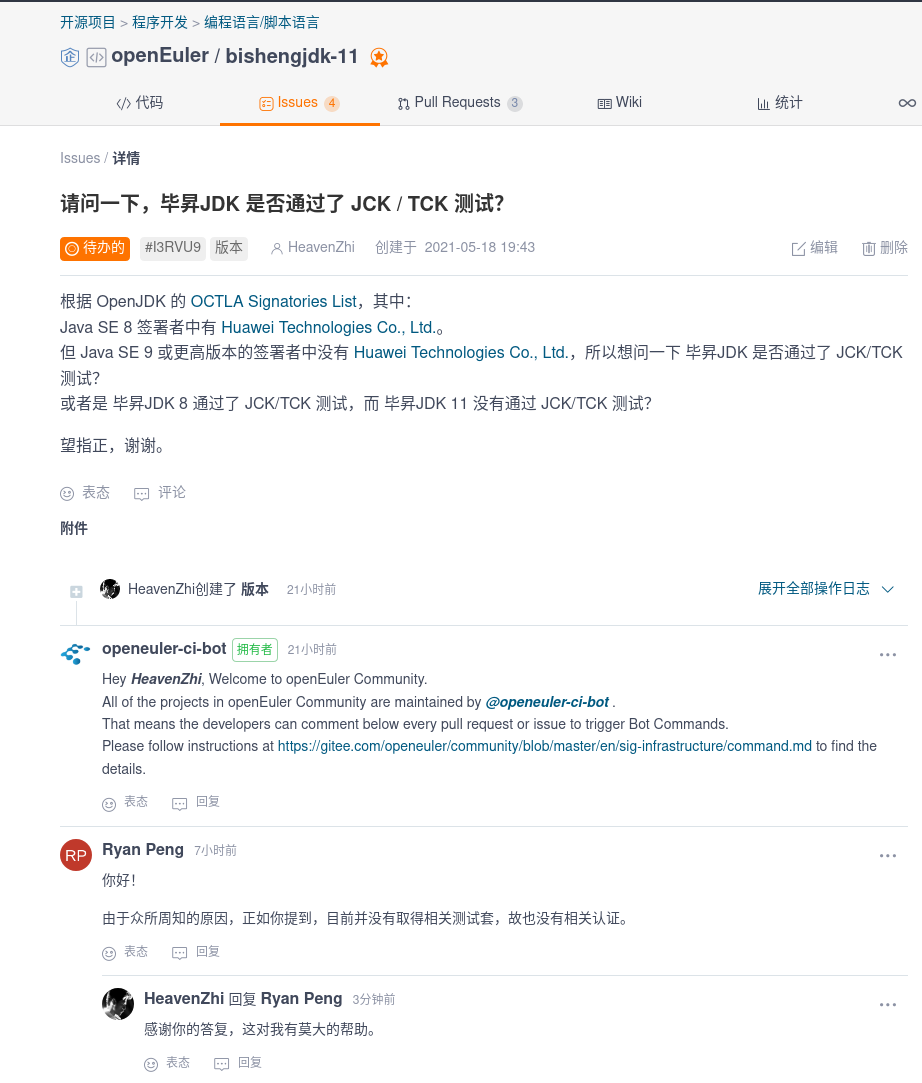 开源项目 > 程序开发 > 编程语言/脚本语言
企 </> openEuler / bishengjdk-11
代码 Issues 4 Pull Requests 3 Wiki 统计
Issues / 详情
请问一下，毕昇JDK 是否通过了 JCK / TCK 测试？
待办的 #I3RVU9 版本 HeavenZhi 创建于 2021-05-18 19:43 编辑 删除
根据 OpenJDK 的 OCTLA Signatories List，其中：
Java SE 8 签署者中有 Huawei Technologies Co., Ltd.。
但 Java SE 9 或更高版本的签署者中没有 Huawei Technologies Co., Ltd.，所以想问一下 毕昇JDK 是否通过了 JCK/TCK
测试？
或者是 毕昇JDK 8 通过了 JCK/TCK 测试，而 毕昇JDK 11 没有通过 JCK/TCK 测试？
望指正，谢谢。
表态 评论
附件
HeavenZhi创建了 版本 21小时前 展开全部操作日志
openeuler-ci-bot 拥有者 21小时前
Hey HeavenZhi, Welcome to openEuler Community.
All of the projects in openEuler Community are maintained by @openeuler-ci-bot .
That means the developers can comment below every pull request or issue to trigger Bot Commands.
Please follow instructions at https://gitee.com/openeuler/community/blob/master/en/sig-infrastructure/command.md to find the
details.
表态 回复
RP Ryan Peng 7小时前
你好！
由于众所周知的原因，正如你提到，目前并没有取得相关测试套，故也没有相关认证。
表态 回复
HeavenZhi 回复 Ryan Peng 3分钟前
感谢你的答复，这对我有莫大的帮助。
表态 回复